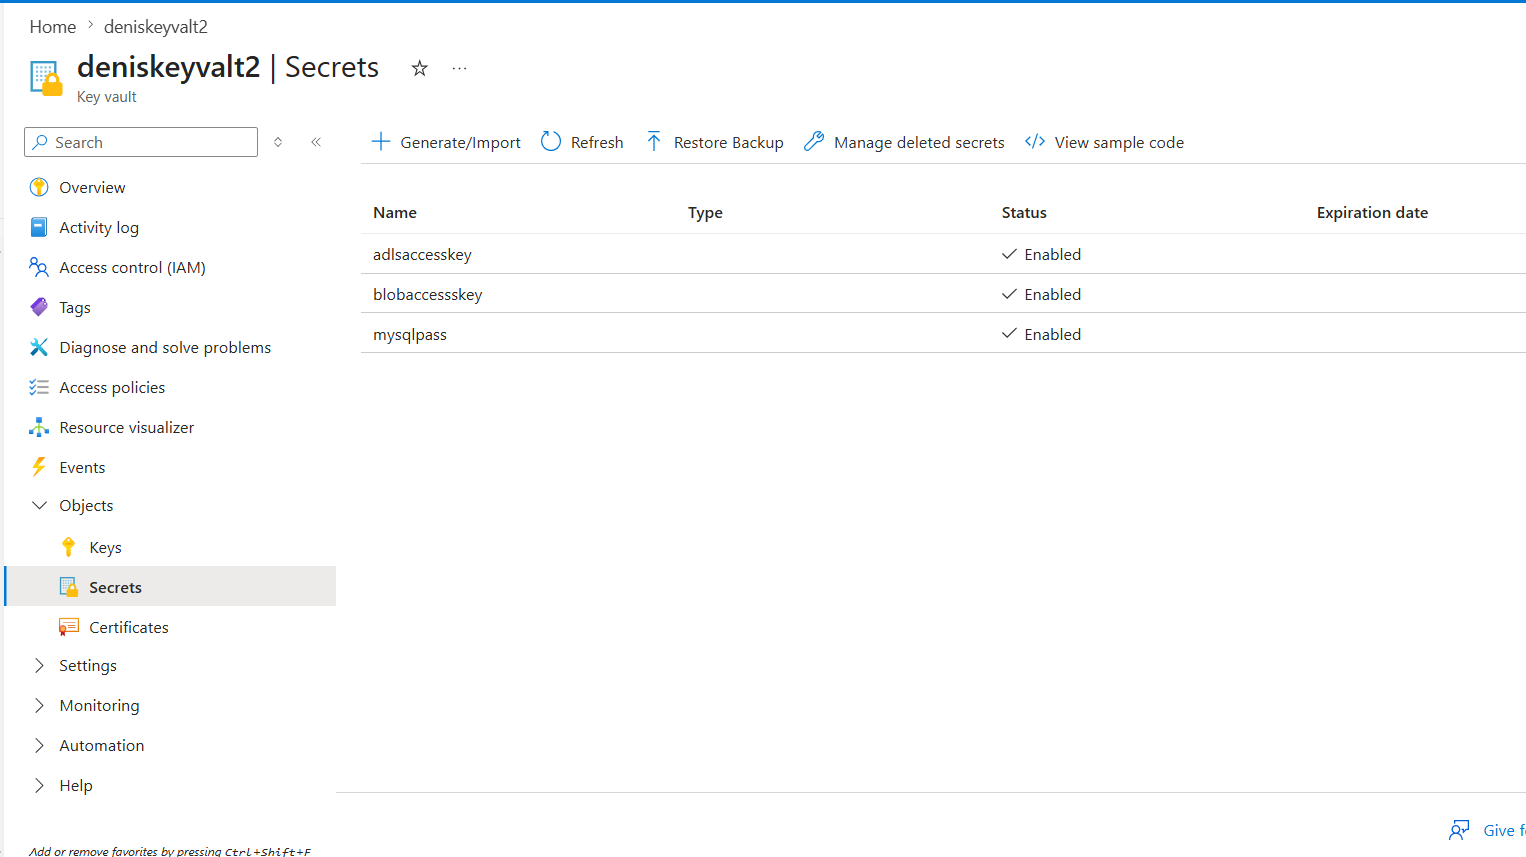 Home > deniskeyvalt2
deniskeyvalt2 | Secrets
Key vault
Search
Generate/Import Refresh Restore Backup Manage deleted secrets View sample code
Overview
Activity log
Access control (IAM)
Tags
Diagnose and solve problems
Access policies
Resource visualizer
Events
Objects
Keys
Secrets
Certificates
Settings
Monitoring
Automation
Help
Add or remove favorites by pressing Ctrl+Shift+F
Name Type Status Expiration date
adlsaccesskey Enabled
blobaccessskey Enabled
mysqlpass Enabled
Give f